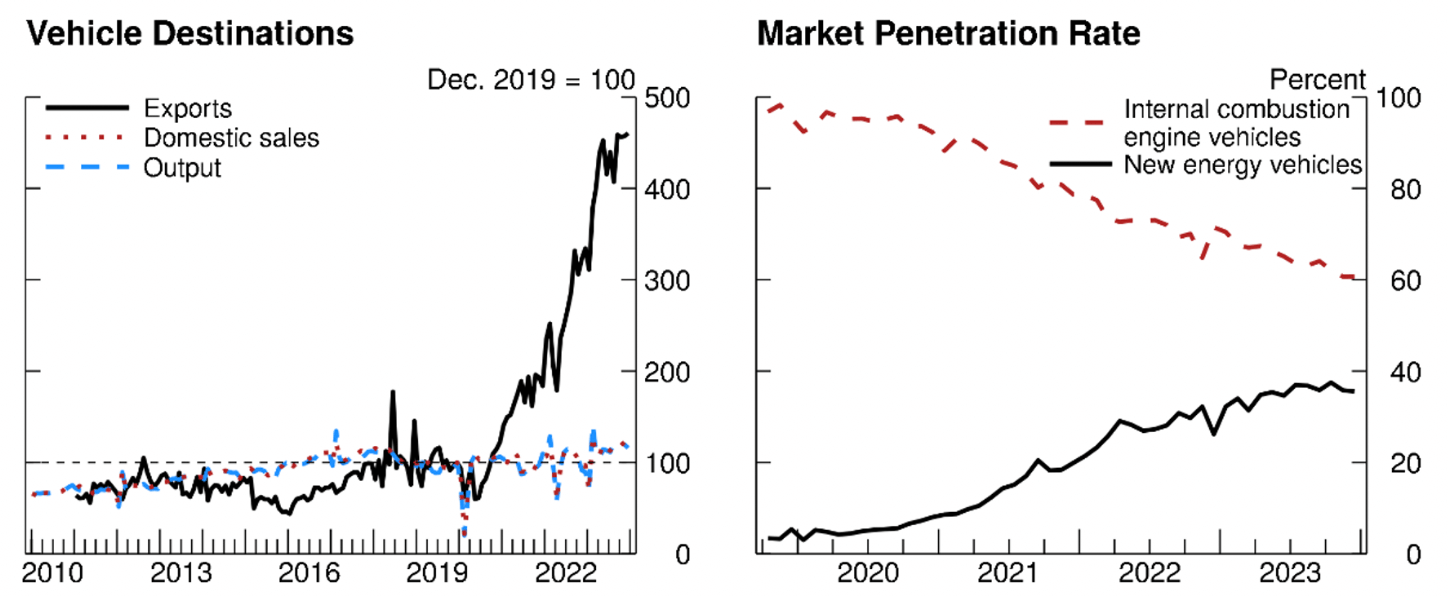 Vehicle Destinations
Dec. 2019 = 100
Exports
Domestic sales
Output
500
400
300
200
100
0
2010 2013 2016 2019 2022
Market Penetration Rate
Percent
Internal combustion
engine vehicles
New energy vehicles
100
80
60
40
20
0
2020 2021 2022 2023